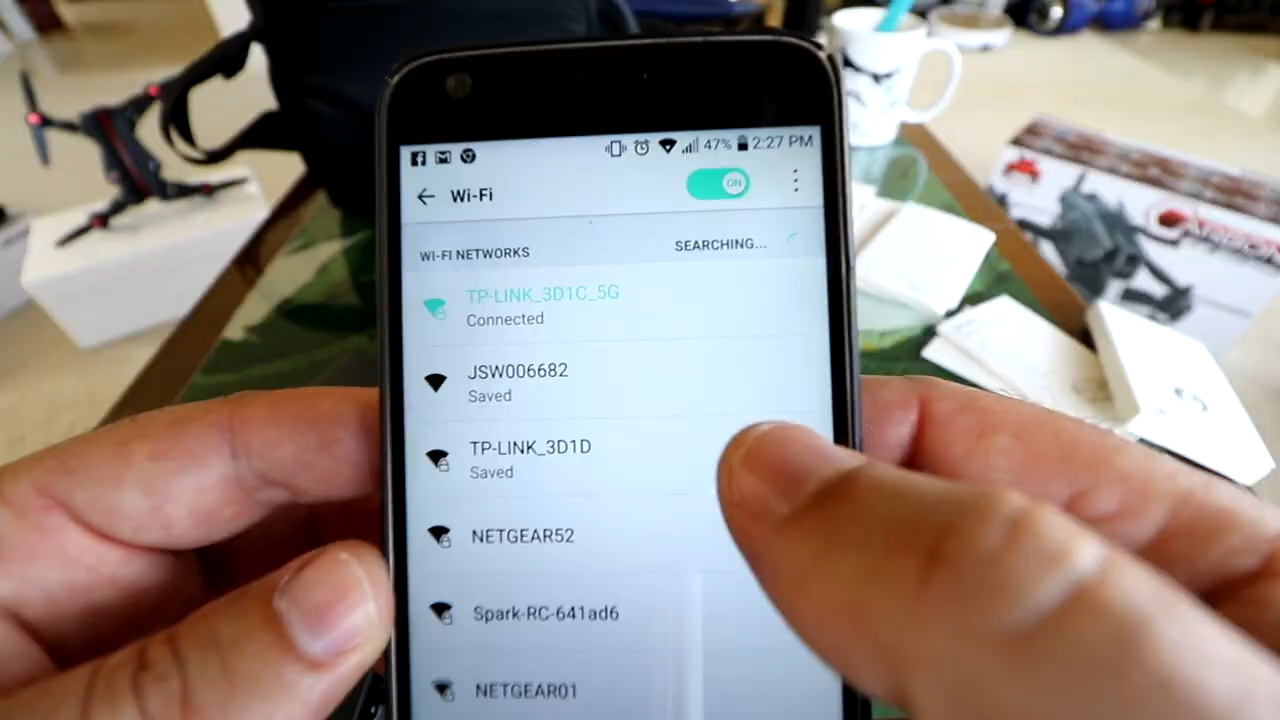 47% 2:27 PM
Wi-Fi
ON
WI-FI NETWORKS
SEARCHING...
TP-LINK_3D1C_5G
Connected
JSW006682
Saved
TP-LINK_3D1D
Saved
NETGEAR52
Spark-RC-641ad6
NETGEAR01